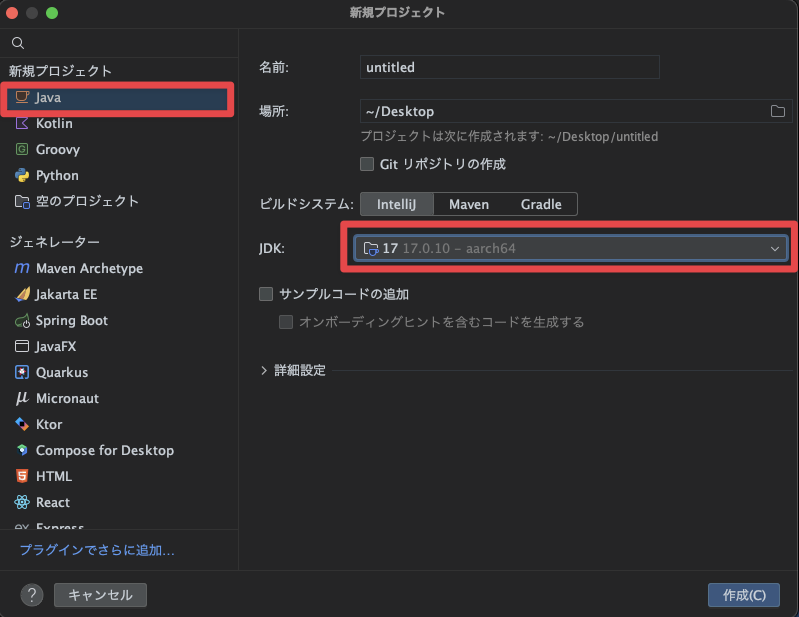 新規プロジェクト
新規プロジェクト
Java
Kotlin
Groovy
Python
空のプロジェクト
ジェネレーター
Maven Archetype
Jakarta EE
Spring Boot
JavaFX
Quarkus
Micronaut
Ktor
Compose for Desktop
HTML
React
ex Express
プラグインでさらに追加...
名前: untitled
場所: ~/Desktop
プロジェクトは次に作成されます: ~/Desktop/untitled
Git リポジトリの作成
ビルドシステム: IntelliJ Maven Gradle
JDK: 17 17.0.10 – aarch64
サンプルコードの追加
オンボーディングヒントを含むコードを生成する
詳細設定
? キャンセル 作成(C)